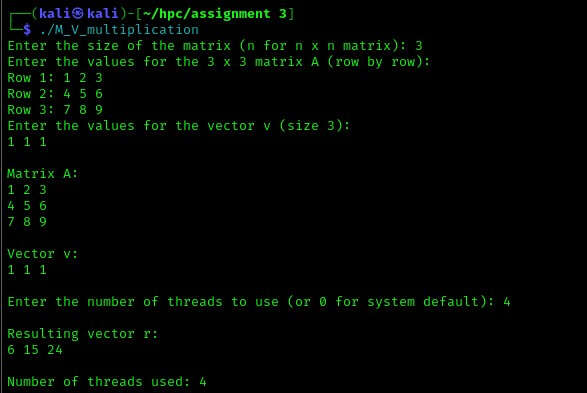 ┌──(kali㉿kali)-[~/hpc/assignment 3]
└─$ ./M_V_multiplication
Enter the size of the matrix (n for n x n matrix): 3
Enter the values for the 3 x 3 matrix A (row by row):
Row 1: 1 2 3
Row 2: 4 5 6
Row 3: 7 8 9
Enter the values for the vector v (size 3):
1 1 1
Matrix A:
1 2 3
4 5 6
7 8 9
Vector v:
1 1 1
Enter the number of threads to use (or 0 for system default): 4
Resulting vector r:
6 15 24
Number of threads used: 4